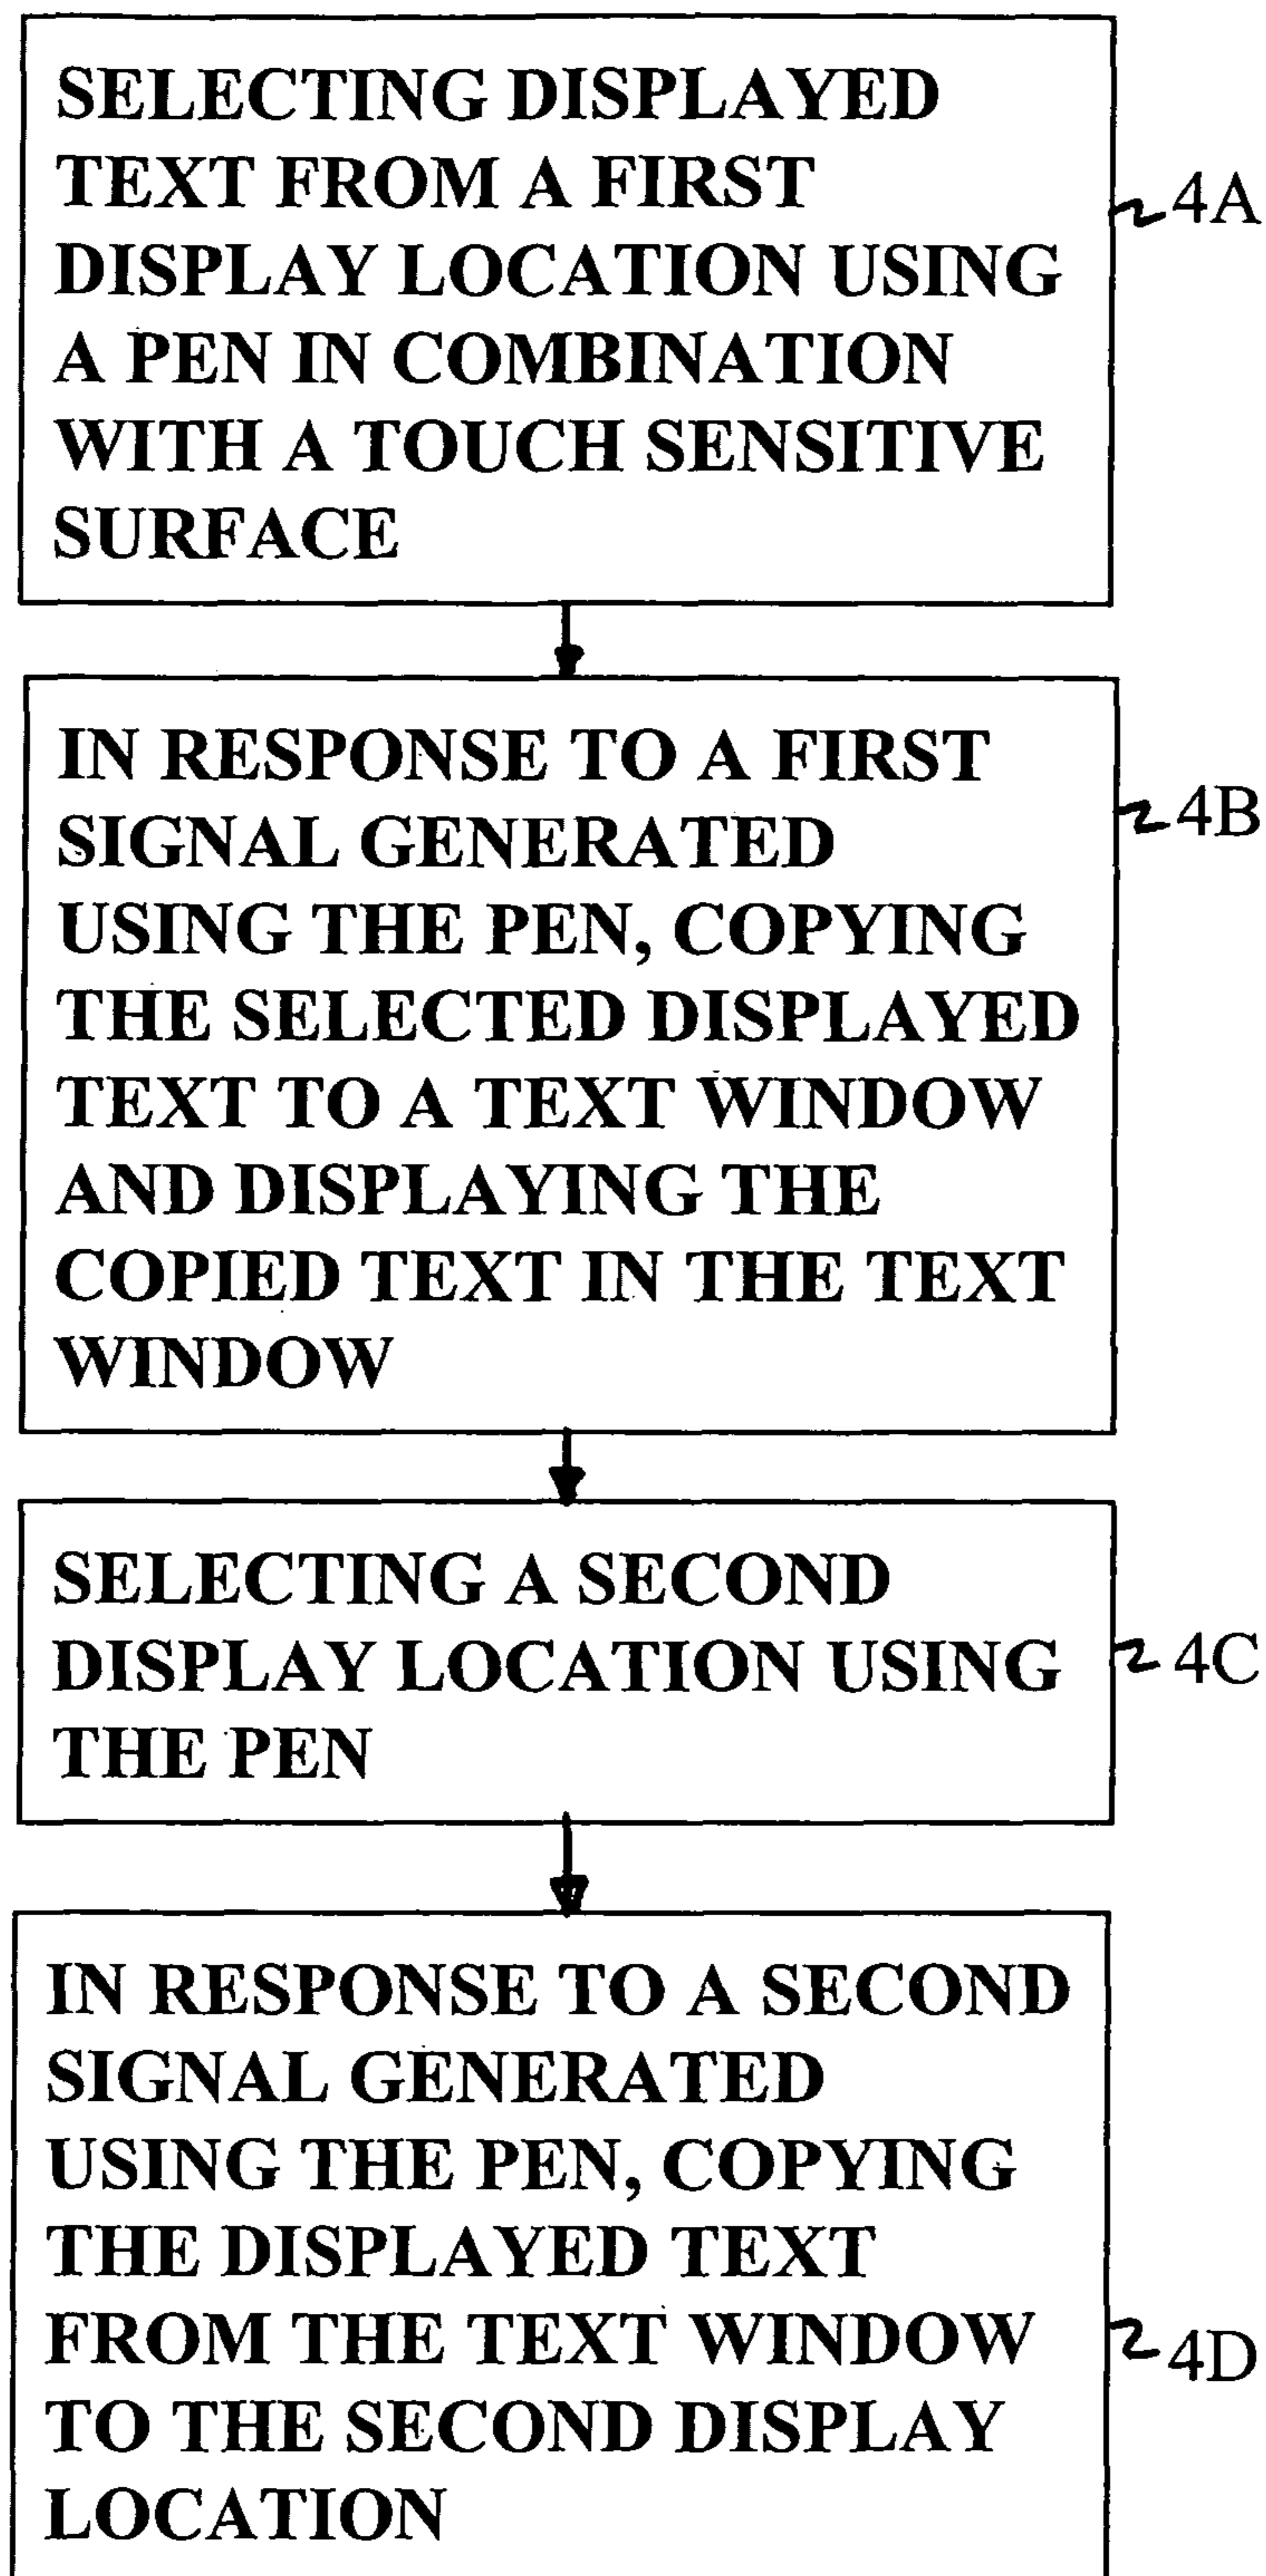 SELECTING DISPLAYED
TEXT FROM A FIRST
DISPLAY LOCATION USING
A PEN IN COMBINATION
WITH A TOUCH SENSITIVE
SURFACE
4A
IN RESPONSE TO A FIRST
SIGNAL GENERATED
USING THE PEN, COPYING
THE SELECTED DISPLAYED
TEXT TO A TEXT WINDOW
AND DISPLAYING THE
COPIED TEXT IN THE TEXT
WINDOW
4B
SELECTING A SECOND
DISPLAY LOCATION USING
THE PEN
4C
IN RESPONSE TO A SECOND
SIGNAL GENERATED
USING THE PEN, COPYING
THE DISPLAYED TEXT
FROM THE TEXT WINDOW
TO THE SECOND DISPLAY
LOCATION
4D